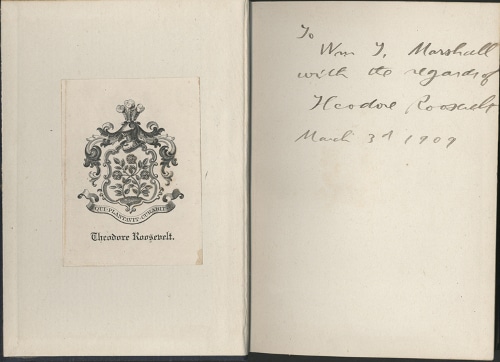 QUI PLANTAVIT CURABIT
Theodore Roosevelt.
To
Wm T. Marshall
with the regards of
Theodore Roosevelt
March 3d 1909